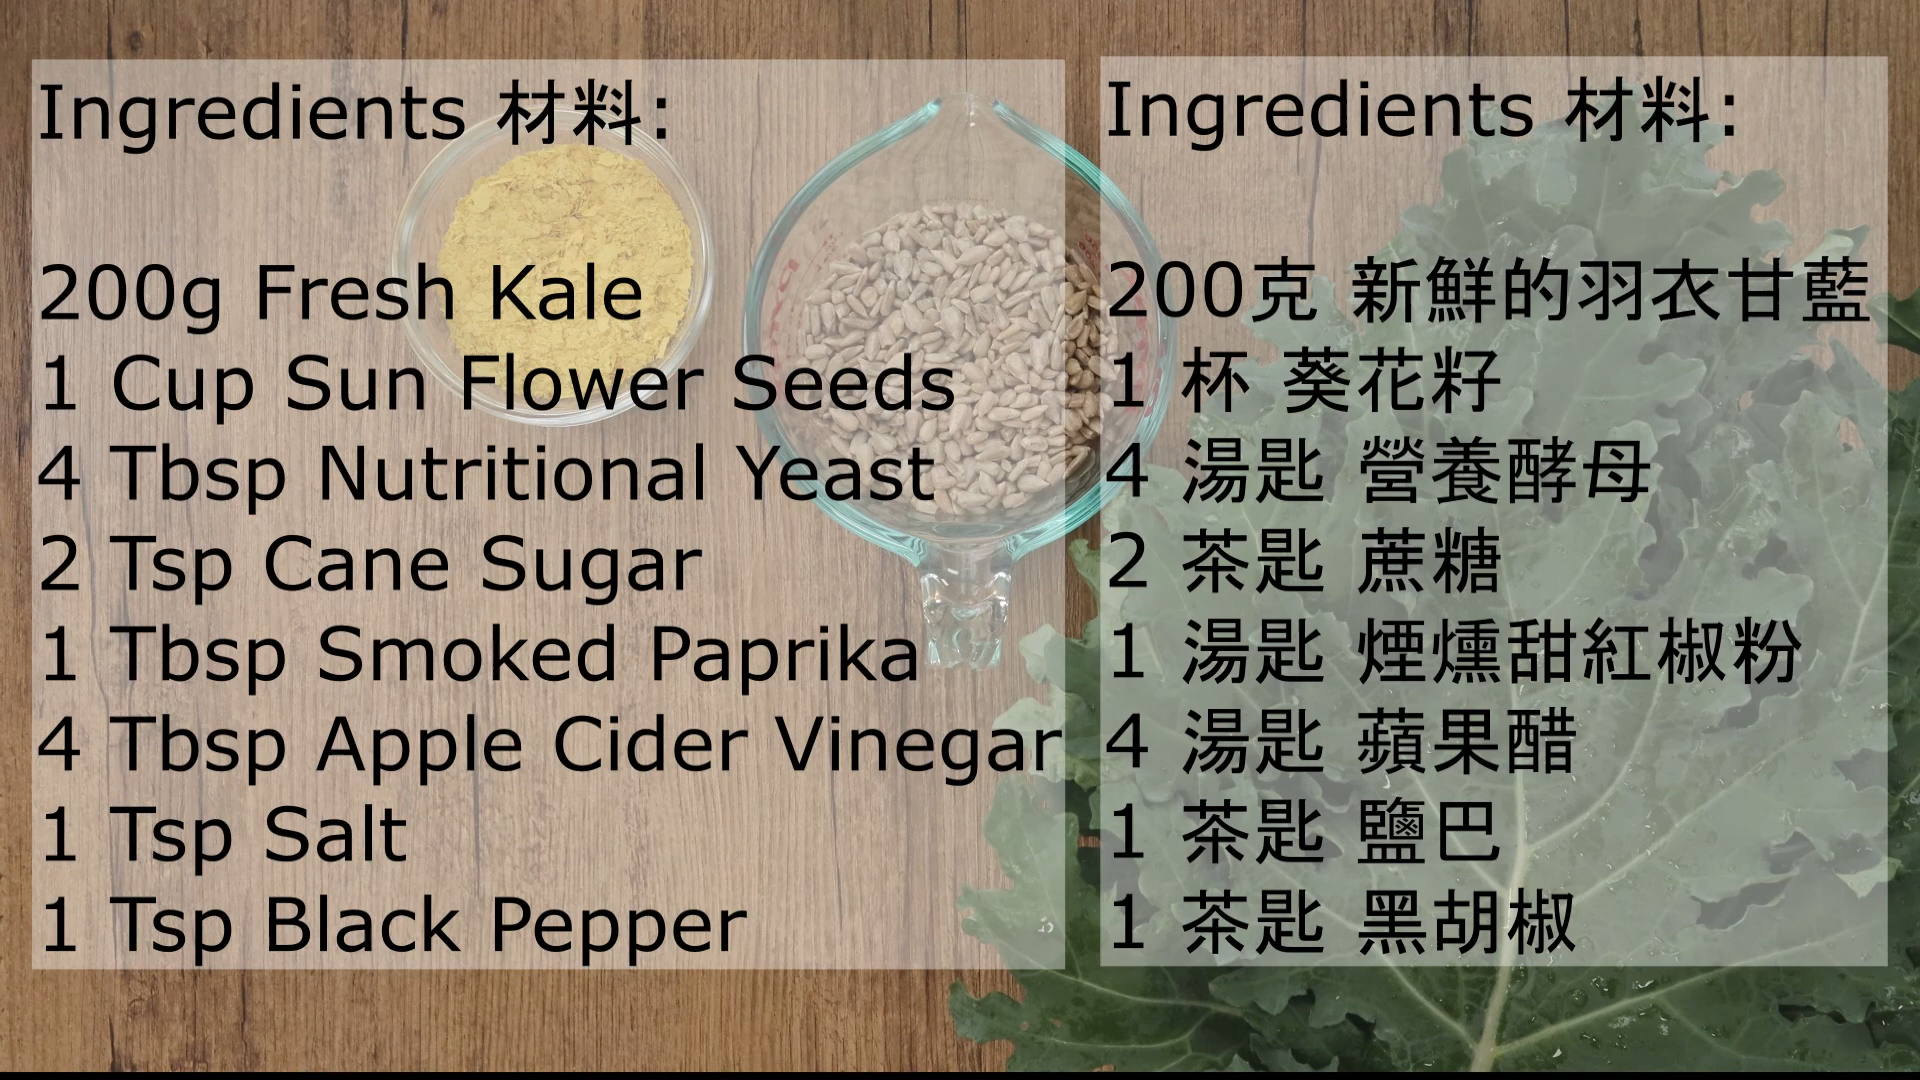 Ingredients 材料:
200g Fresh Kale
1 Cup Sun Flower Seeds
4 Tbsp Nutritional Yeast
2 Tsp Cane Sugar
1 Tbsp Smoked Paprika
4 Tbsp Apple Cider Vinegar
1 Tsp Salt
1 Tsp Black Pepper
Ingredients 材料:
200克 新鮮的羽衣甘藍
1 杯 葵花籽
4 湯匙 營養酵母
2 茶匙 蔗糖
1 湯匙 煙燻甜紅椒粉
4 湯匙 蘋果醋
1 茶匙 鹽巴
1 茶匙 黑胡椒